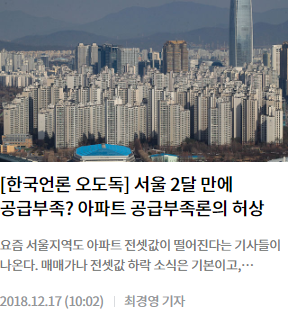 [한국언론 오도독] 서울 2달 만에
공급부족? 아파트 공급부족론의 허상
요즘 서울지역도 아파트 전셋값이 떨어진다는 기사들이
나온다. 매매가나 전셋값 하락 소식은 기본이고,…
2018.12.17 (10:02) | 최경영 기자